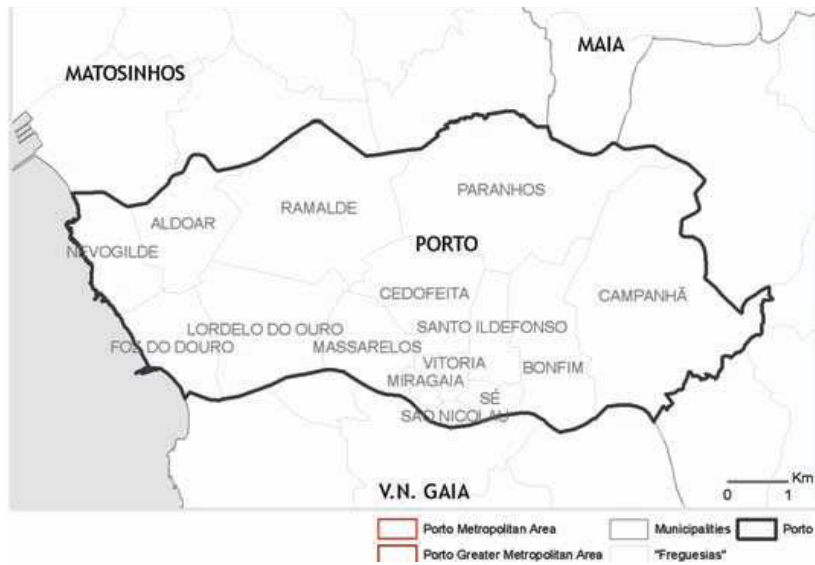 MAIA
MATOSINHOS
PARANHOS
RAMALDE
ALDOAR
PORTO
NEVOGILDE
CEDOFEITA
CAMPANHÃ
LORDELO DO OURO
SANTO ILDEFONSO
FOZ DO DOURO
MASSARELOS
VITORIA
BONFIM
MIRAGAIA
SÉ
SAO NICOLAU
Km
0 1
V.N. GAIA
Porto Metropolitan Area
Municipalities
Porto
Porto Greater Metropolitan Area
"Freguesias"